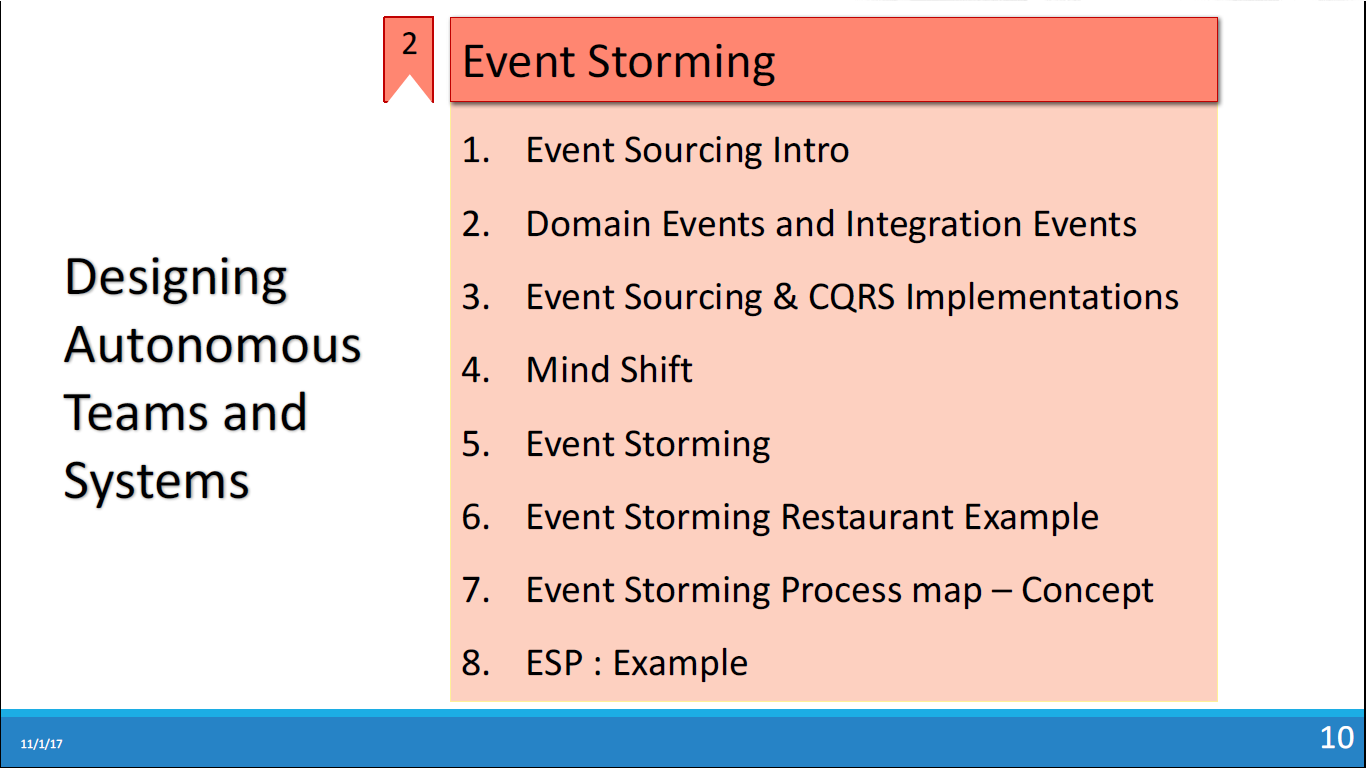 2
Event Storming
Designing
Autonomous
Teams and
Systems
1. Event Sourcing Intro
2. Domain Events and Integration Events
3. Event Sourcing & CQRS Implementations
4. Mind Shift
5. Event Storming
6. Event Storming Restaurant Example
7. Event Storming Process map – Concept
8. ESP : Example
11/1/17
10